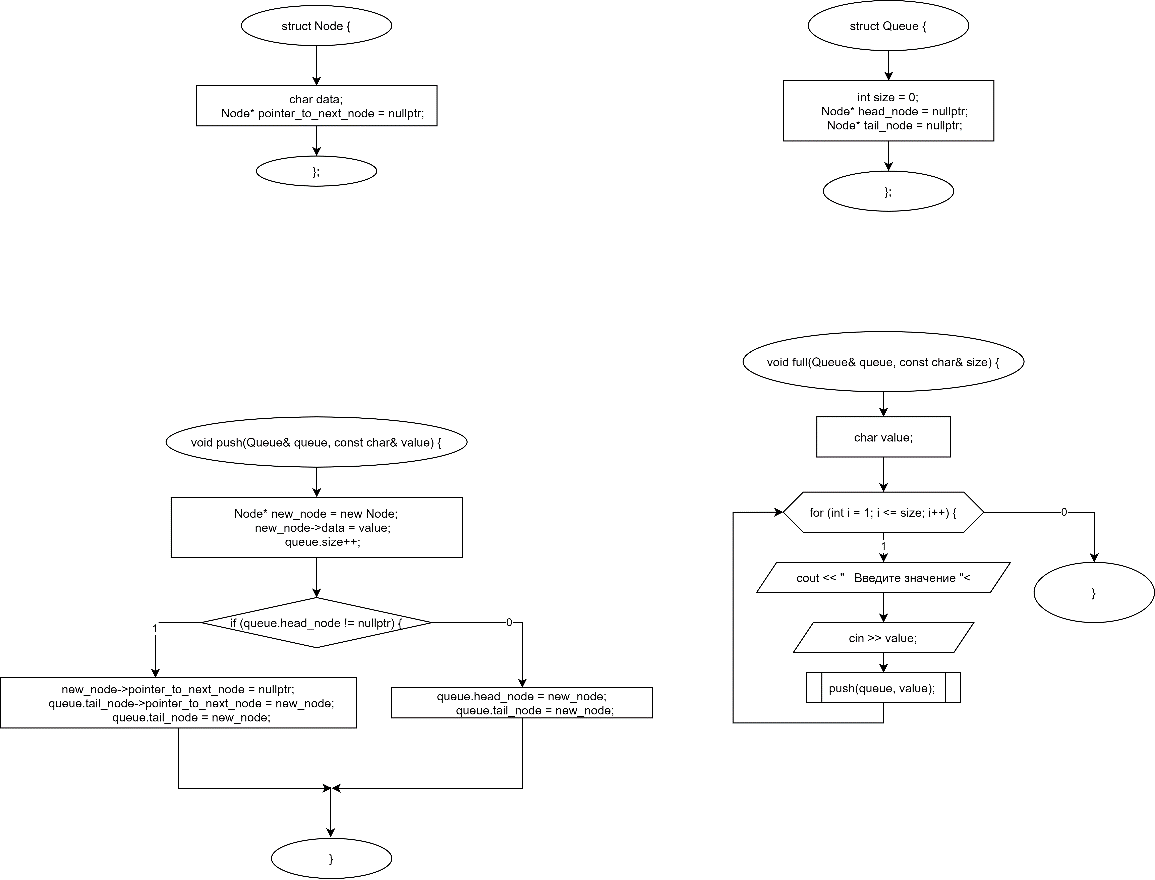 struct Node {
char data;
Node* pointer_to_next_node = nullptr;
};
struct Queue {
int size = 0;
Node* head_node = nullptr;
Node* tail_node = nullptr;
};
void push(Queue& queue, const char& value) {
Node* new_node = new Node;
new_node->data = value;
queue.size++;
if (queue.head_node != nullptr) {
1
0
new_node->pointer_to_next_node = nullptr;
queue.tail_node->pointer_to_next_node = new_node;
queue.tail_node = new_node;
queue.head_node = new_node;
queue.tail_node = new_node;
}
void full(Queue& queue, const char& size) {
char value;
for (int i = 1; i <= size; i++) {
0
1
cout << "   Введите значение "<
}
cin >> value;
push(queue, value);